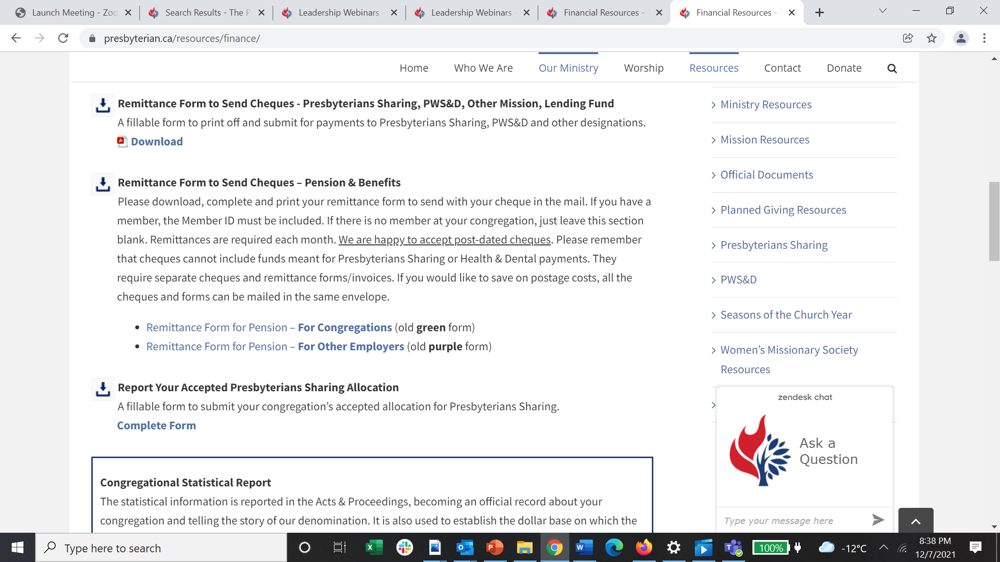 Launch Meeting - Zoo
Search Results - The P
Leadership Webinars -
Leadership Webinars -
Financial Resources - T
Financial Resources - T
presbyterian.ca/resources/finance/
Home Who We Are Our Ministry Worship Resources Contact Donate
Remittance Form to Send Cheques - Presbyterians Sharing, PWS&D, Other Mission, Lending Fund
A fillable form to print off and submit for payments to Presbyterians Sharing, PWS&D and other designations.
Download
Remittance Form to Send Cheques – Pension & Benefits
Please download, complete and print your remittance form to send with your cheque in the mail. If you have a
member, the Member ID must be included. If there is no member at your congregation, just leave this section
blank. Remittances are required each month. We are happy to accept post-dated cheques. Please remember
that cheques cannot include funds meant for Presbyterians Sharing or Health & Dental payments. They
require separate cheques and remittance forms/invoices. If you would like to save on postage costs, all the
cheques and forms can be mailed in the same envelope.
• Remittance Form for Pension – For Congregations (old green form)
• Remittance Form for Pension – For Other Employers (old purple form)
Report Your Accepted Presbyterians Sharing Allocation
A fillable form to submit your congregation's accepted allocation for Presbyterians Sharing.
Complete Form
Congregational Statistical Report
The statistical information is reported in the Acts & Proceedings, becoming an official record about your
congregation and telling the story of our denomination. It is also used to establish the dollar base on which the
Ministry Resources
Mission Resources
Official Documents
Planned Giving Resources
Presbyterians Sharing
PWS&D
Seasons of the Church Year
Women's Missionary Society
Resources
zendesk chat
Ask a
Question
Type your message here
Type here to search
100%
-12°C
8:38 PM
12/7/2021